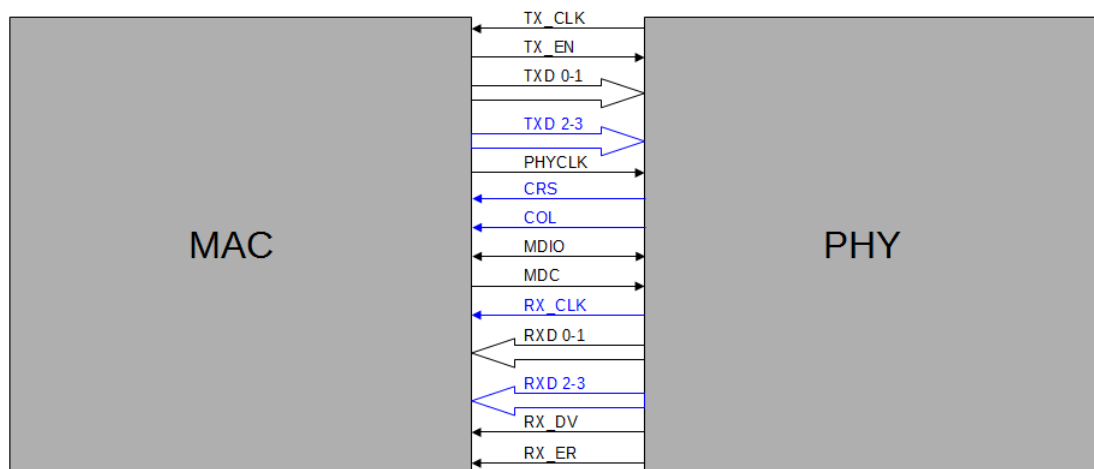 TX_CLK
TX_EN
TXD 0-1
TXD 2-3
PHYCLK
CRS
COL
MAC
PHY
MDIO
MDC
RX_CLK
RXD 0-1
RXD 2-3
RX_DV
RX_ER